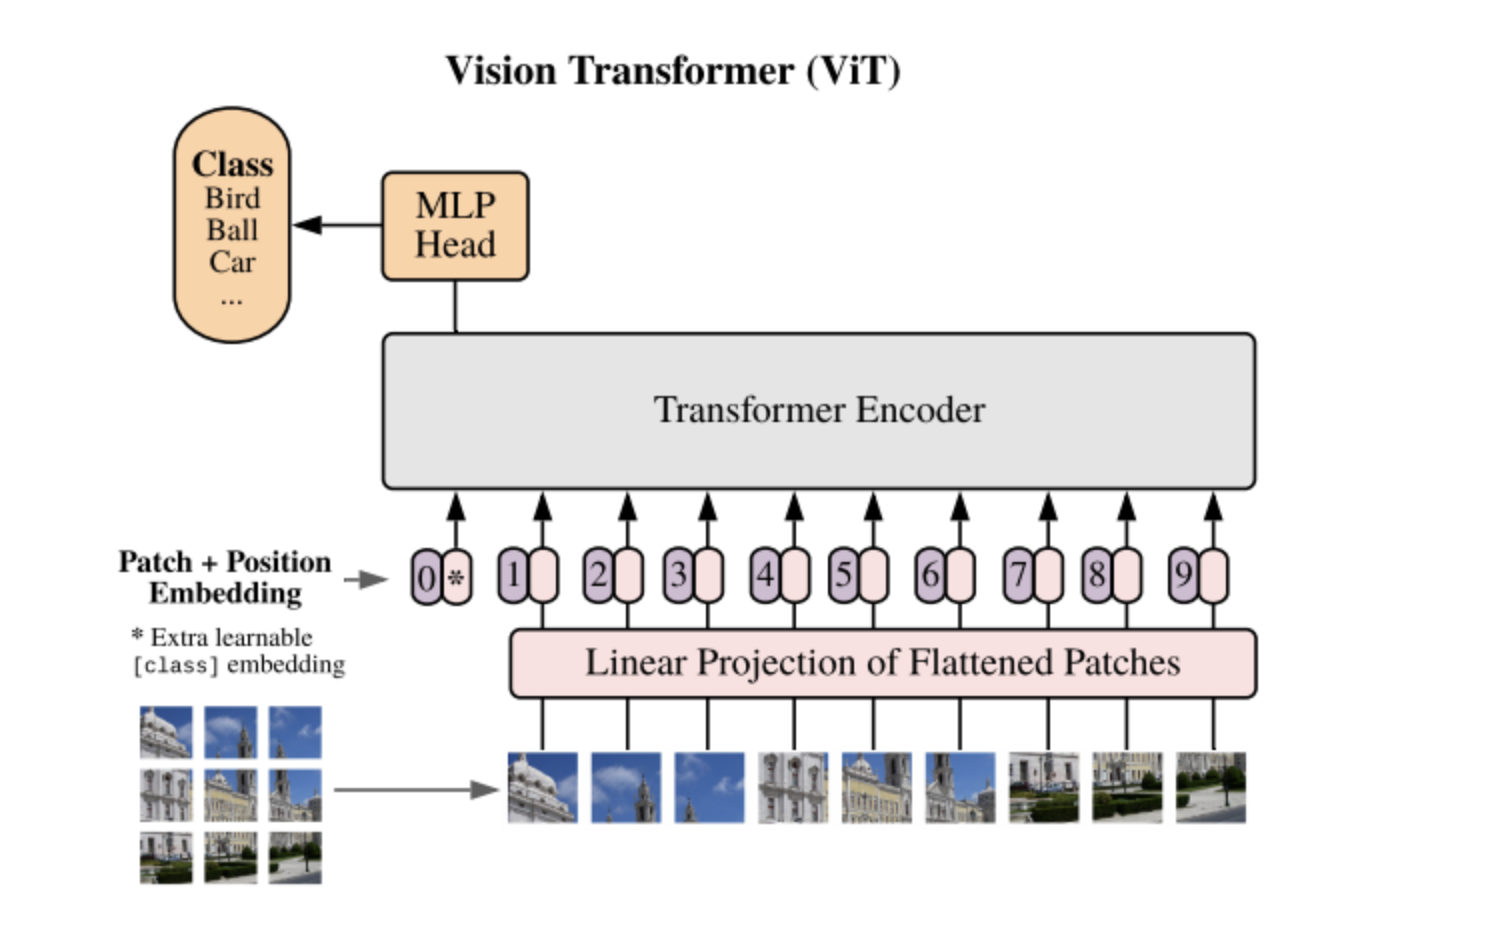 Vision Transformer (ViT)
Class
Bird
Ball
Car
...
MLP
Head
Transformer Encoder
Patch + Position
Embedding
0 * 1 2 3 4 5 6 7 8 9
* Extra learnable
[class] embedding
Linear Projection of Flattened Patches